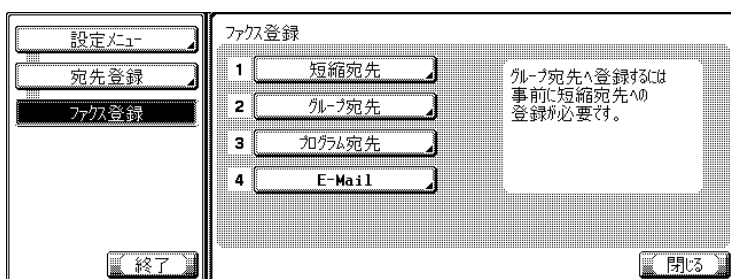 設定メニュー
宛先登録
ファクス登録
終了
ファクス登録
1 短縮宛先
2 グループ宛先
3 プログラム宛先
4 E-Mail
グループ宛先へ登録するには
事前に短縮宛先への
登録が必要です。
閉じる